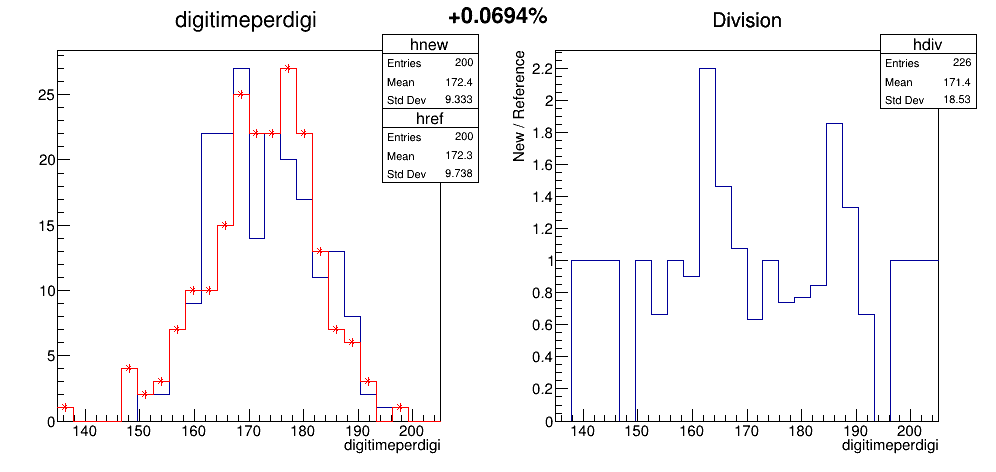 digitimeperdigi
+0.0694%
Division
hnew
Entries 200
Mean 172.4
Std Dev 9.333
href
Entries 200
Mean 172.3
Std Dev 9.738
25
20
15
10
5
0
140 150 160 170 180 190 200
digitimeperdigi
hdiv
Entries 226
Mean 171.4
Std Dev 18.53
New / Reference
2.2
2
1.8
1.6
1.4
1.2
1
0.8
0.6
0.4
0.2
0
140 150 160 170 180 190 200
digitimeperdigi